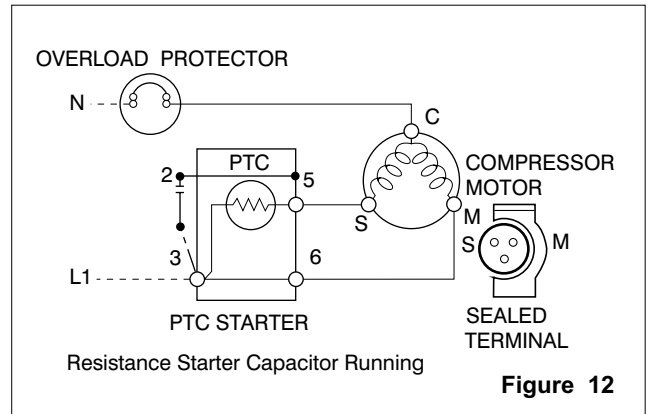 OVERLOAD PROTECTOR
N
C
PTC
2
5
COMPRESSOR
MOTOR
S
M
S
M
3
6
L1
PTC STARTER
SEALED
TERMINAL
Resistance Starter Capacitor Running
Figure 12